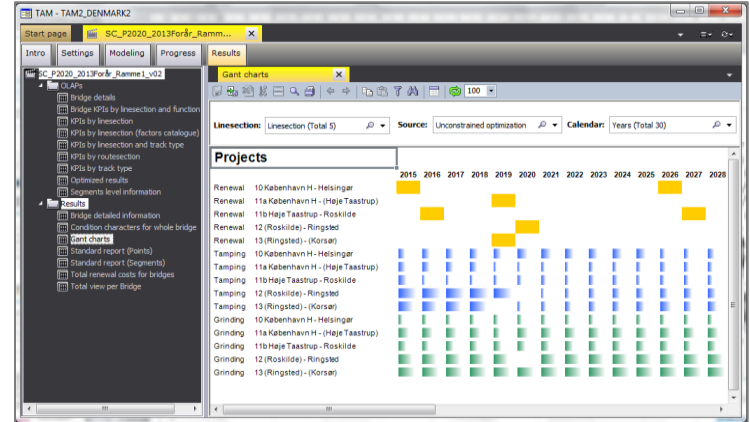 TAM - TAM2_DENMARK2
Start page SC_P2020_2013Forår_Ramm...
Intro Settings Modeling Progress Results
SC_P2020_2013Forår_Ramme1_v02
OLAPs
Bridge details
Bridge KPIs by linesection and function
KPIs by linesection
KPIs by linesection (factors catalogue)
KPIs by linesection and track type
KPIs by routesection
KPIs by track type
Optimized results
Segments level information
Results
Bridge detailed information
Condition characters for whole bridge
Gant charts
Standard report (Points)
Standard report (Segments)
Total renewal costs for bridges
Total view per Bridge
Gant charts
100
Linesection: Linesection (Total 5) Source: Unconstrained optimization Calendar: Years (Total 30)
Projects
2015 2016 2017 2018 2019 2020 2021 2022 2023 2024 2025 2026 2027 2028
Renewal 10 København H - Helsingør
Renewal 11a København H - (Høje Taastrup)
Renewal 11b Høje Taastrup - Roskilde
Renewal 12 (Roskilde) - Ringsted
Renewal 13 (Ringsted) - (Korsør)
Tamping 10 København H - Helsingør
Tamping 11a København H - (Høje Taastrup)
Tamping 11b Høje Taastrup - Roskilde
Tamping 12 (Roskilde) - Ringsted
Tamping 13 (Ringsted) - (Korsør)
Grinding 10 København H - Helsingør
Grinding 11a København H - (Høje Taastrup)
Grinding 11b Høje Taastrup - Roskilde
Grinding 12 (Roskilde) - Ringsted
Grinding 13 (Ringsted) - (Korsør)